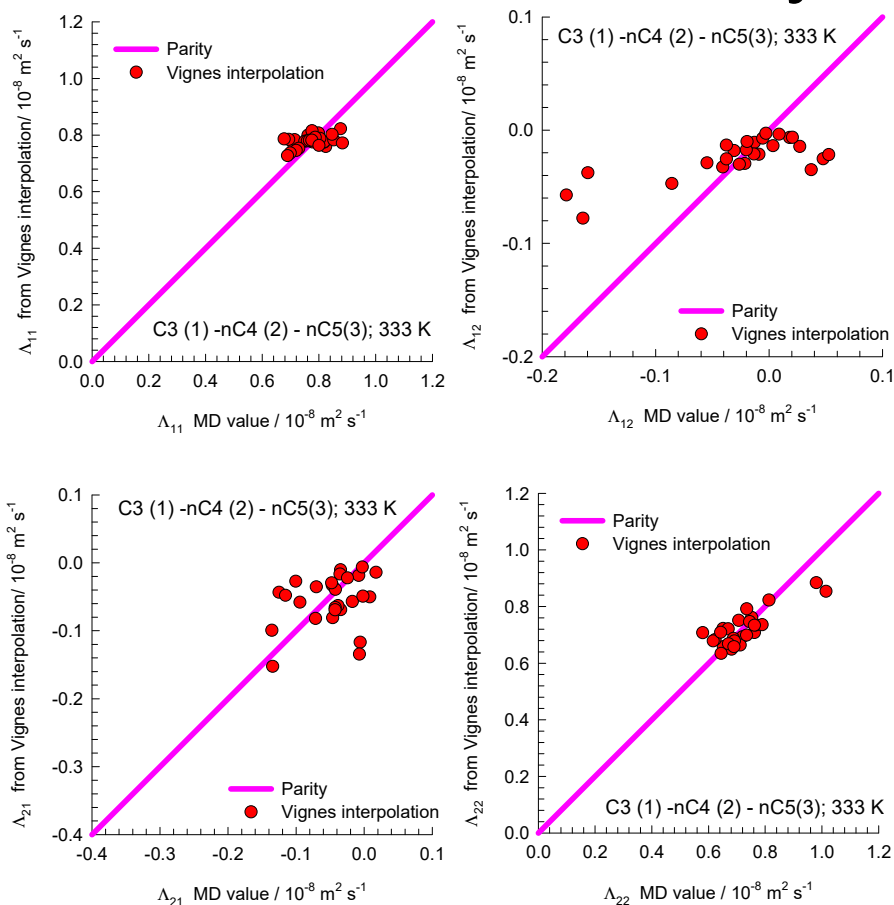 Parity
Vignes interpolation
C3 (1) -nC4 (2) - nC5(3); 333 K
Λ11 from Vignes interpolation/ 10-8 m2 s-1
1.2
1.0
0.8
0.6
0.4
0.2
0.0
0.0 0.2 0.4 0.6 0.8 1.0 1.2
Λ11 MD value / 10-8 m2 s-1
C3 (1) -nC4 (2) - nC5(3); 333 K
Parity
Vignes interpolation
Λ12 from Vignes interpolation/ 10-8 m2 s-1
0.1
0.0
-0.1
-0.2
-0.2 -0.1 0.0 0.1
Λ12 MD value / 10-8 m2 s-1
C3 (1) -nC4 (2) - nC5(3); 333 K
Parity
Vignes interpolation
Λ21 from Vignes interpolation/ 10-8 m2 s-1
0.1
0.0
-0.1
-0.2
-0.3
-0.4
-0.4 -0.3 -0.2 -0.1 0.0 0.1
Λ21 MD value / 10-8 m2 s-1
Parity
Vignes interpolation
C3 (1) -nC4 (2) - nC5(3); 333 K
Λ22 from Vignes interpolation/ 10-8 m2 s-1
1.2
1.0
0.8
0.6
0.4
0.2
0.0
0.0 0.2 0.4 0.6 0.8 1.0 1.2
Λ22 MD value / 10-8 m2 s-1